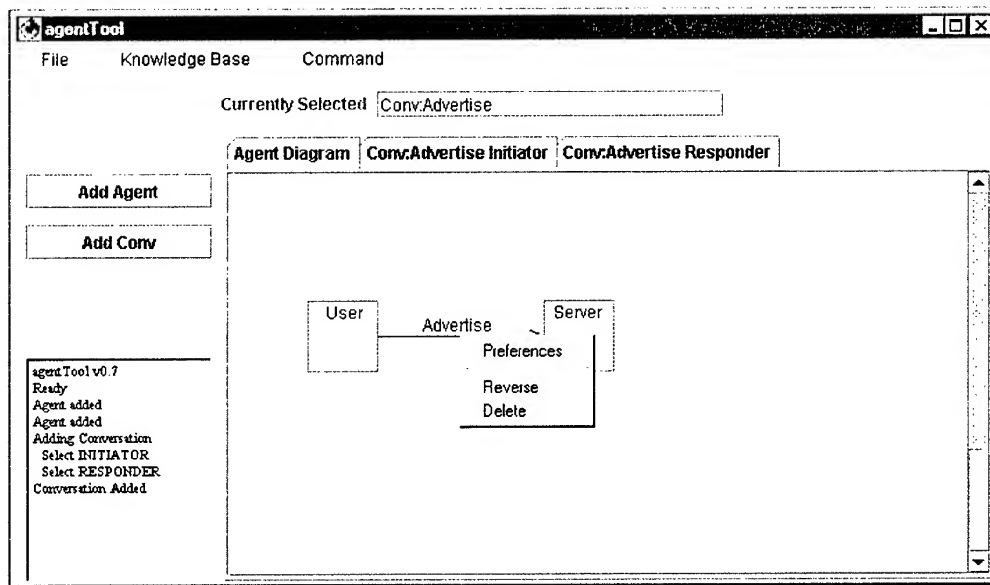 agentTool
File Knowledge Base Command
Currently Selected Conv:Advertise
Agent Diagram Conv:Advertise Initiator Conv:Advertise Responder
Add Agent
Add Conv
User Advertise Server
Preferences
Reverse
Delete
agentTool v0.7
Ready
Agent added
Agent added
Adding Conversation
Select INITIATOR
Select RESPONDER
Conversation Added